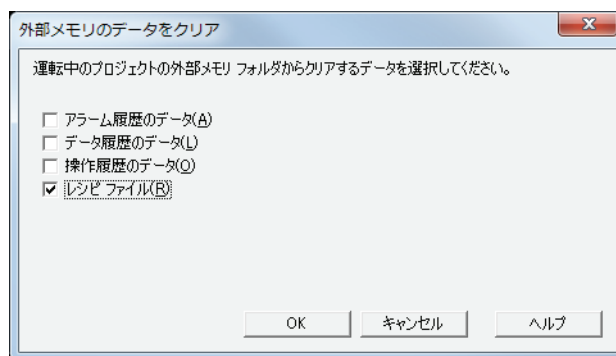 外部メモリのデータをクリア
運転中のプロジェクトの外部メモリ フォルダからクリアするデータを選択してください。
アラーム履歴のデータ(A)
データ履歴のデータ(L)
操作履歴のデータ(O)
レシピ ファイル(R)
OK キャンセル ヘルプ